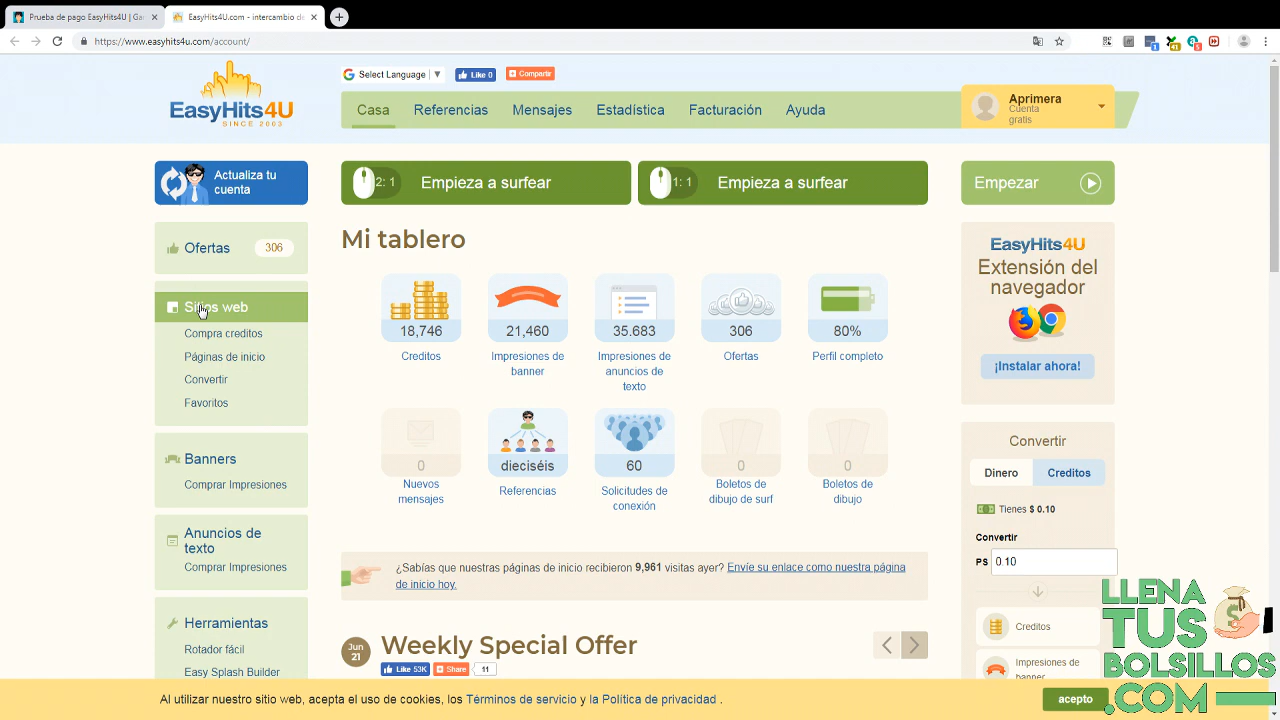 Prueba de pago EasyHits4U | Ga
EasyHits4U.com - intercambio de
https://www.easyhits4u.com/account/
EasyHits4U
SINCE 2003
Select Language ▼
Like 0
Compartir
Casa
Referencias
Mensajes
Estadística
Facturación
Ayuda
Aprimera
Cuenta
gratis
Actualiza tu
cuenta
2: 1
Empieza a surfear
1: 1
Empieza a surfear
Empezar
Ofertas
306
Sitios web
Compra creditos
Páginas de inicio
Convertir
Favoritos
Banners
Comprar Impresiones
Anuncios de
texto
Comprar Impresiones
Herramientas
Rotador fácil
Easy Splash Builder
Mi tablero
18,746
Creditos
21,460
Impresiones de
banner
35.683
Impresiones de
anuncios de
texto
306
Ofertas
80%
Perfil completo
0
Nuevos
mensajes
dieciséis
Referencias
60
Solicitudes de
conexión
0
Boletos de
dibujo de surf
0
Boletos de
dibujo
¿Sabías que nuestras páginas de inicio recibieron 9,961 visitas ayer? Envíe su enlace como nuestra página
de inicio hoy.
Jun
21
Weekly Special Offer
Like 53K
Share
11
EasyHits4U
Extensión del
navegador
¡Instalar ahora!
Convertir
Dinero
Creditos
Tienes $ 0.10
Convertir
PS 0.10
Creditos
Impresiones de
banner
LLENA
TUS
BOLSILLOS
.COM
Al utilizar nuestro sitio web, acepta el uso de cookies, los Términos de servicio y la Política de privacidad .
acepto